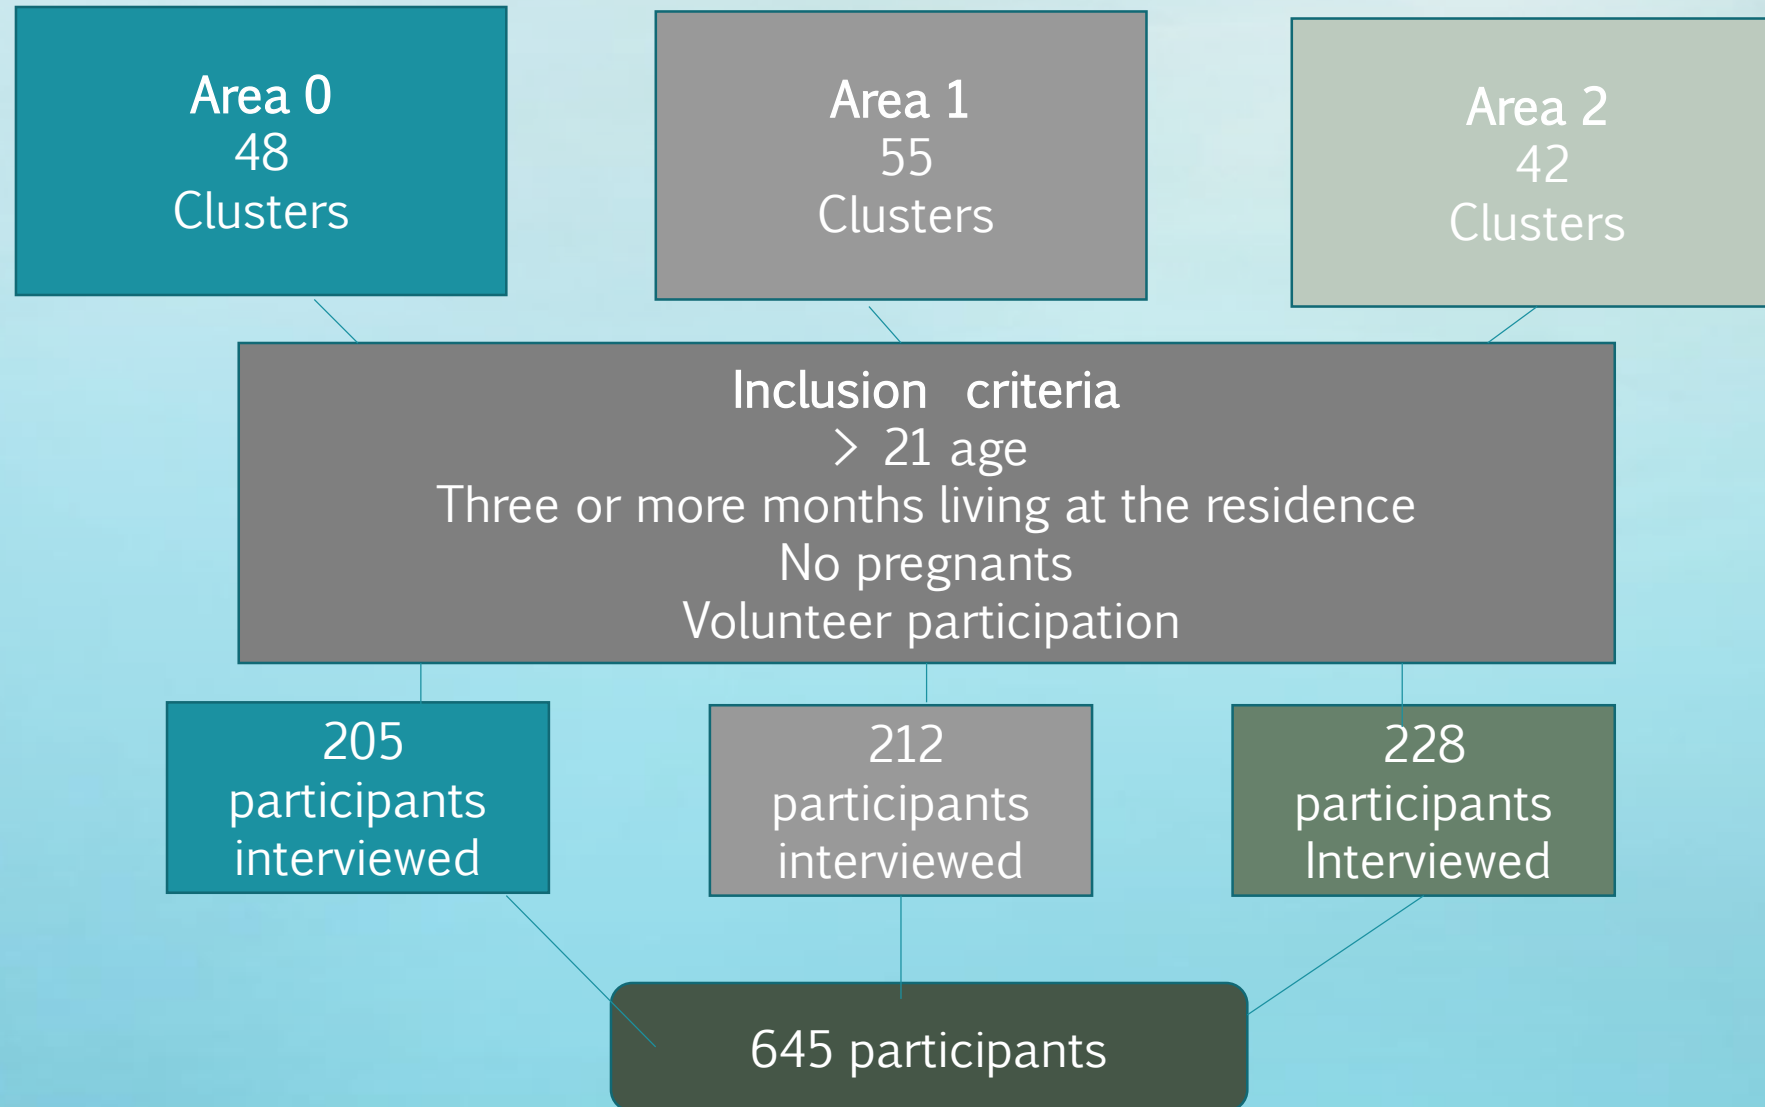 Area 0
48
Clusters
Area 1
55
Clusters
Area 2
42
Clusters
Inclusion criteria
> 21 age
Three or more months living at the residence
No pregnants
Volunteer participation
205
participants
interviewed
212
participants
interviewed
228
participants
Interviewed
645 participants